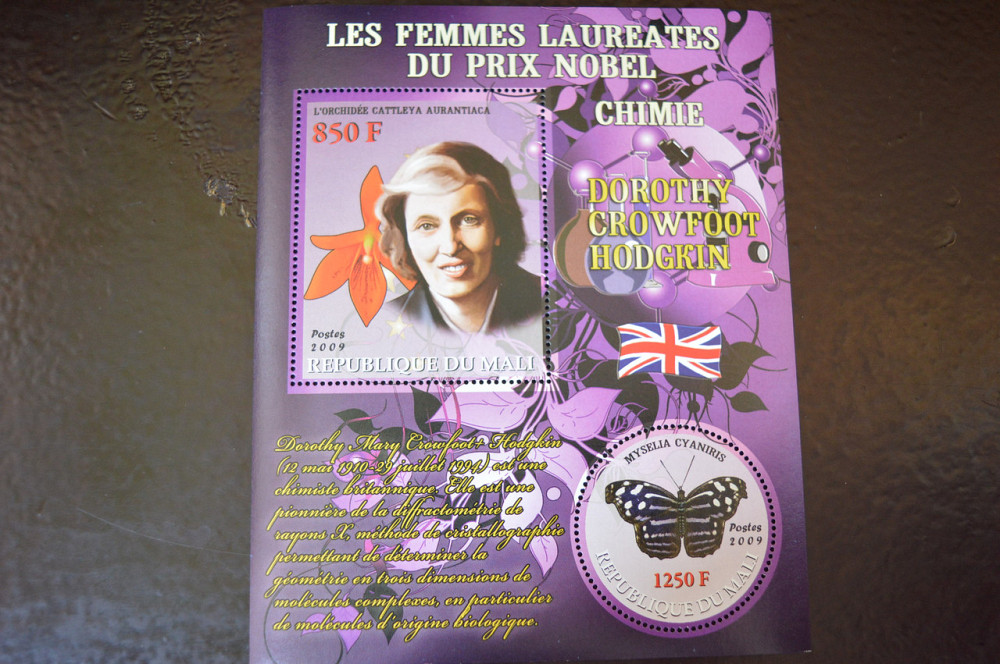 LES FEMMES LAUREATES
DU PRIX NOBEL
L'ORCHIDÉE CATTLEYA AURANTIACA
850 F
Postes
2009
REPUBLIQUE DU MALI
CHIMIE
DOROTHY
CROWFOOT
HODGKIN
Dorothy Mary Crowfoot+ Hodgkin
(12 mai 1910-29 juillet 1994) est une
chimiste britannique. Elle est une
pionnière de la diffractométrie de
rayons X, méthode de cristallographie
permettant de déterminer la
géométrie en trois dimensions de
molécules complexes, en particulier
de molécules d'origine biologique.
MYSELIA CYANIRIS
Postes
2009
1250 F
REPUBLIQUE DU MALI